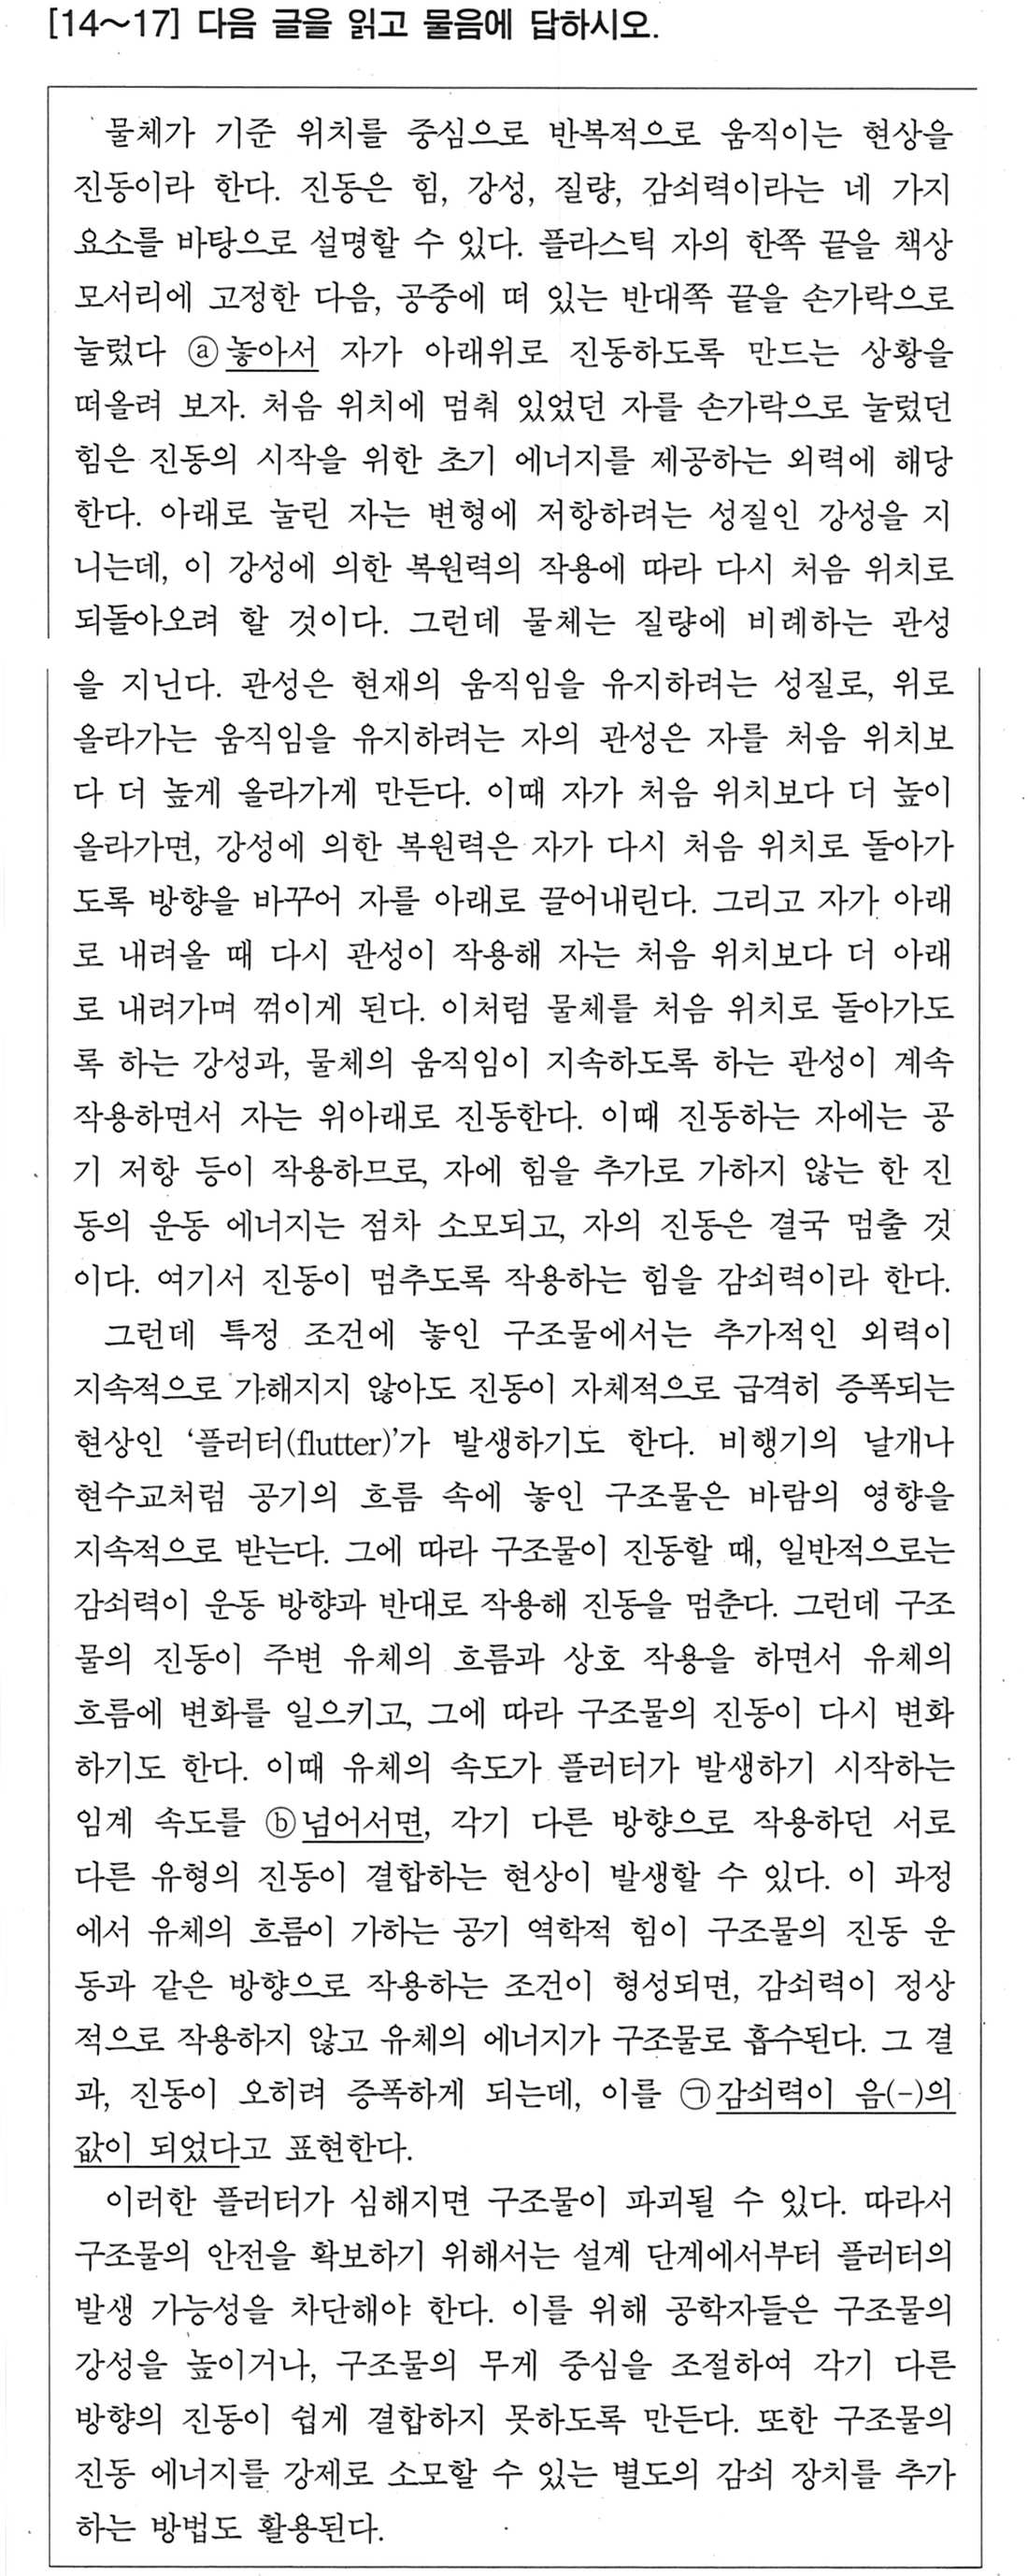 [14～17] 다음 글을 읽고 물음에 답하시오.
물체가 기준 위치를 중심으로 반복적으로 움직이는 현상을
진동이라 한다. 진동은 힘, 강성, 질량, 감쇠력이라는 네 가지
요소를 바탕으로 설명할 수 있다. 플라스틱 자의 한쪽 끝을 책상
모서리에 고정한 다음, 공중에 떠 있는 반대쪽 끝을 손가락으로
눌렀다 ⓐ놓아서 자가 아래위로 진동하도록 만드는 상황을
떠올려 보자. 처음 위치에 멈춰 있었던 자를 손가락으로 눌렀던
힘은 진동의 시작을 위한 초기 에너지를 제공하는 외력에 해당
한다. 아래로 눌린 자는 변형에 저항하려는 성질인 강성을 지
니는데, 이 강성에 의한 복원력의 작용에 따라 다시 처음 위치로
되돌아오려 할 것이다. 그런데 물체는 질량에 비례하는 관성
을 지닌다. 관성은 현재의 움직임을 유지하려는 성질로, 위로
올라가는 움직임을 유지하려는 자의 관성은 자를 처음 위치보
다 더 높게 올라가게 만든다. 이때 자가 처음 위치보다 더 높이
올라가면, 강성에 의한 복원력은 자가 다시 처음 위치로 돌아가
도록 방향을 바꾸어 자를 아래로 끌어내린다. 그리고 자가 아래
로 내려올 때 다시 관성이 작용해 자는 처음 위치보다 더 아래
로 내려가며 꺾이게 된다. 이처럼 물체를 처음 위치로 돌아가도
록 하는 강성과, 물체의 움직임이 지속하도록 하는 관성이 계속
작용하면서 자는 위아래로 진동한다. 이때 진동하는 자에는 공
기 저항 등이 작용하므로, 자에 힘을 추가로 가하지 않는 한 진
동의 운동 에너지는 점차 소모되고, 자의 진동은 결국 멈출 것
이다. 여기서 진동이 멈추도록 작용하는 힘을 감쇠력이라 한다.
그런데 특정 조건에 놓인 구조물에서는 추가적인 외력이
지속적으로 가해지지 않아도 진동이 자체적으로 급격히 증폭되는
현상인 ‘플러터(flutter)’가 발생하기도 한다. 비행기의 날개나
현수교처럼 공기의 흐름 속에 놓인 구조물은 바람의 영향을
지속적으로 받는다. 그에 따라 구조물이 진동할 때, 일반적으로는
감쇠력이 운동 방향과 반대로 작용해 진동을 멈춘다. 그런데 구조
물의 진동이 주변 유체의 흐름과 상호 작용을 하면서 유체의
흐름에 변화를 일으키고, 그에 따라 구조물의 진동이 다시 변화
하기도 한다. 이때 유체의 속도가 플러터가 발생하기 시작하는
임계 속도를 ⓑ넘어서면, 각기 다른 방향으로 작용하던 서로
다른 유형의 진동이 결합하는 현상이 발생할 수 있다. 이 과정
에서 유체의 흐름이 가하는 공기 역학적 힘이 구조물의 진동 운
동과 같은 방향으로 작용하는 조건이 형성되면, 감쇠력이 정상
적으로 작용하지 않고 유체의 에너지가 구조물로 흡수된다. 그 결
과, 진동이 오히려 증폭하게 되는데, 이를 ㉠감쇠력이 음(-)의
값이 되었다고 표현한다.
이러한 플러터가 심해지면 구조물이 파괴될 수 있다. 따라서
구조물의 안전을 확보하기 위해서는 설계 단계에서부터 플러터의
발생 가능성을 차단해야 한다. 이를 위해 공학자들은 구조물의
강성을 높이거나, 구조물의 무게 중심을 조절하여 각기 다른
방향의 진동이 쉽게 결합하지 못하도록 만든다. 또한 구조물의
진동 에너지를 강제로 소모할 수 있는 별도의 감쇠 장치를 추가
하는 방법도 활용된다.